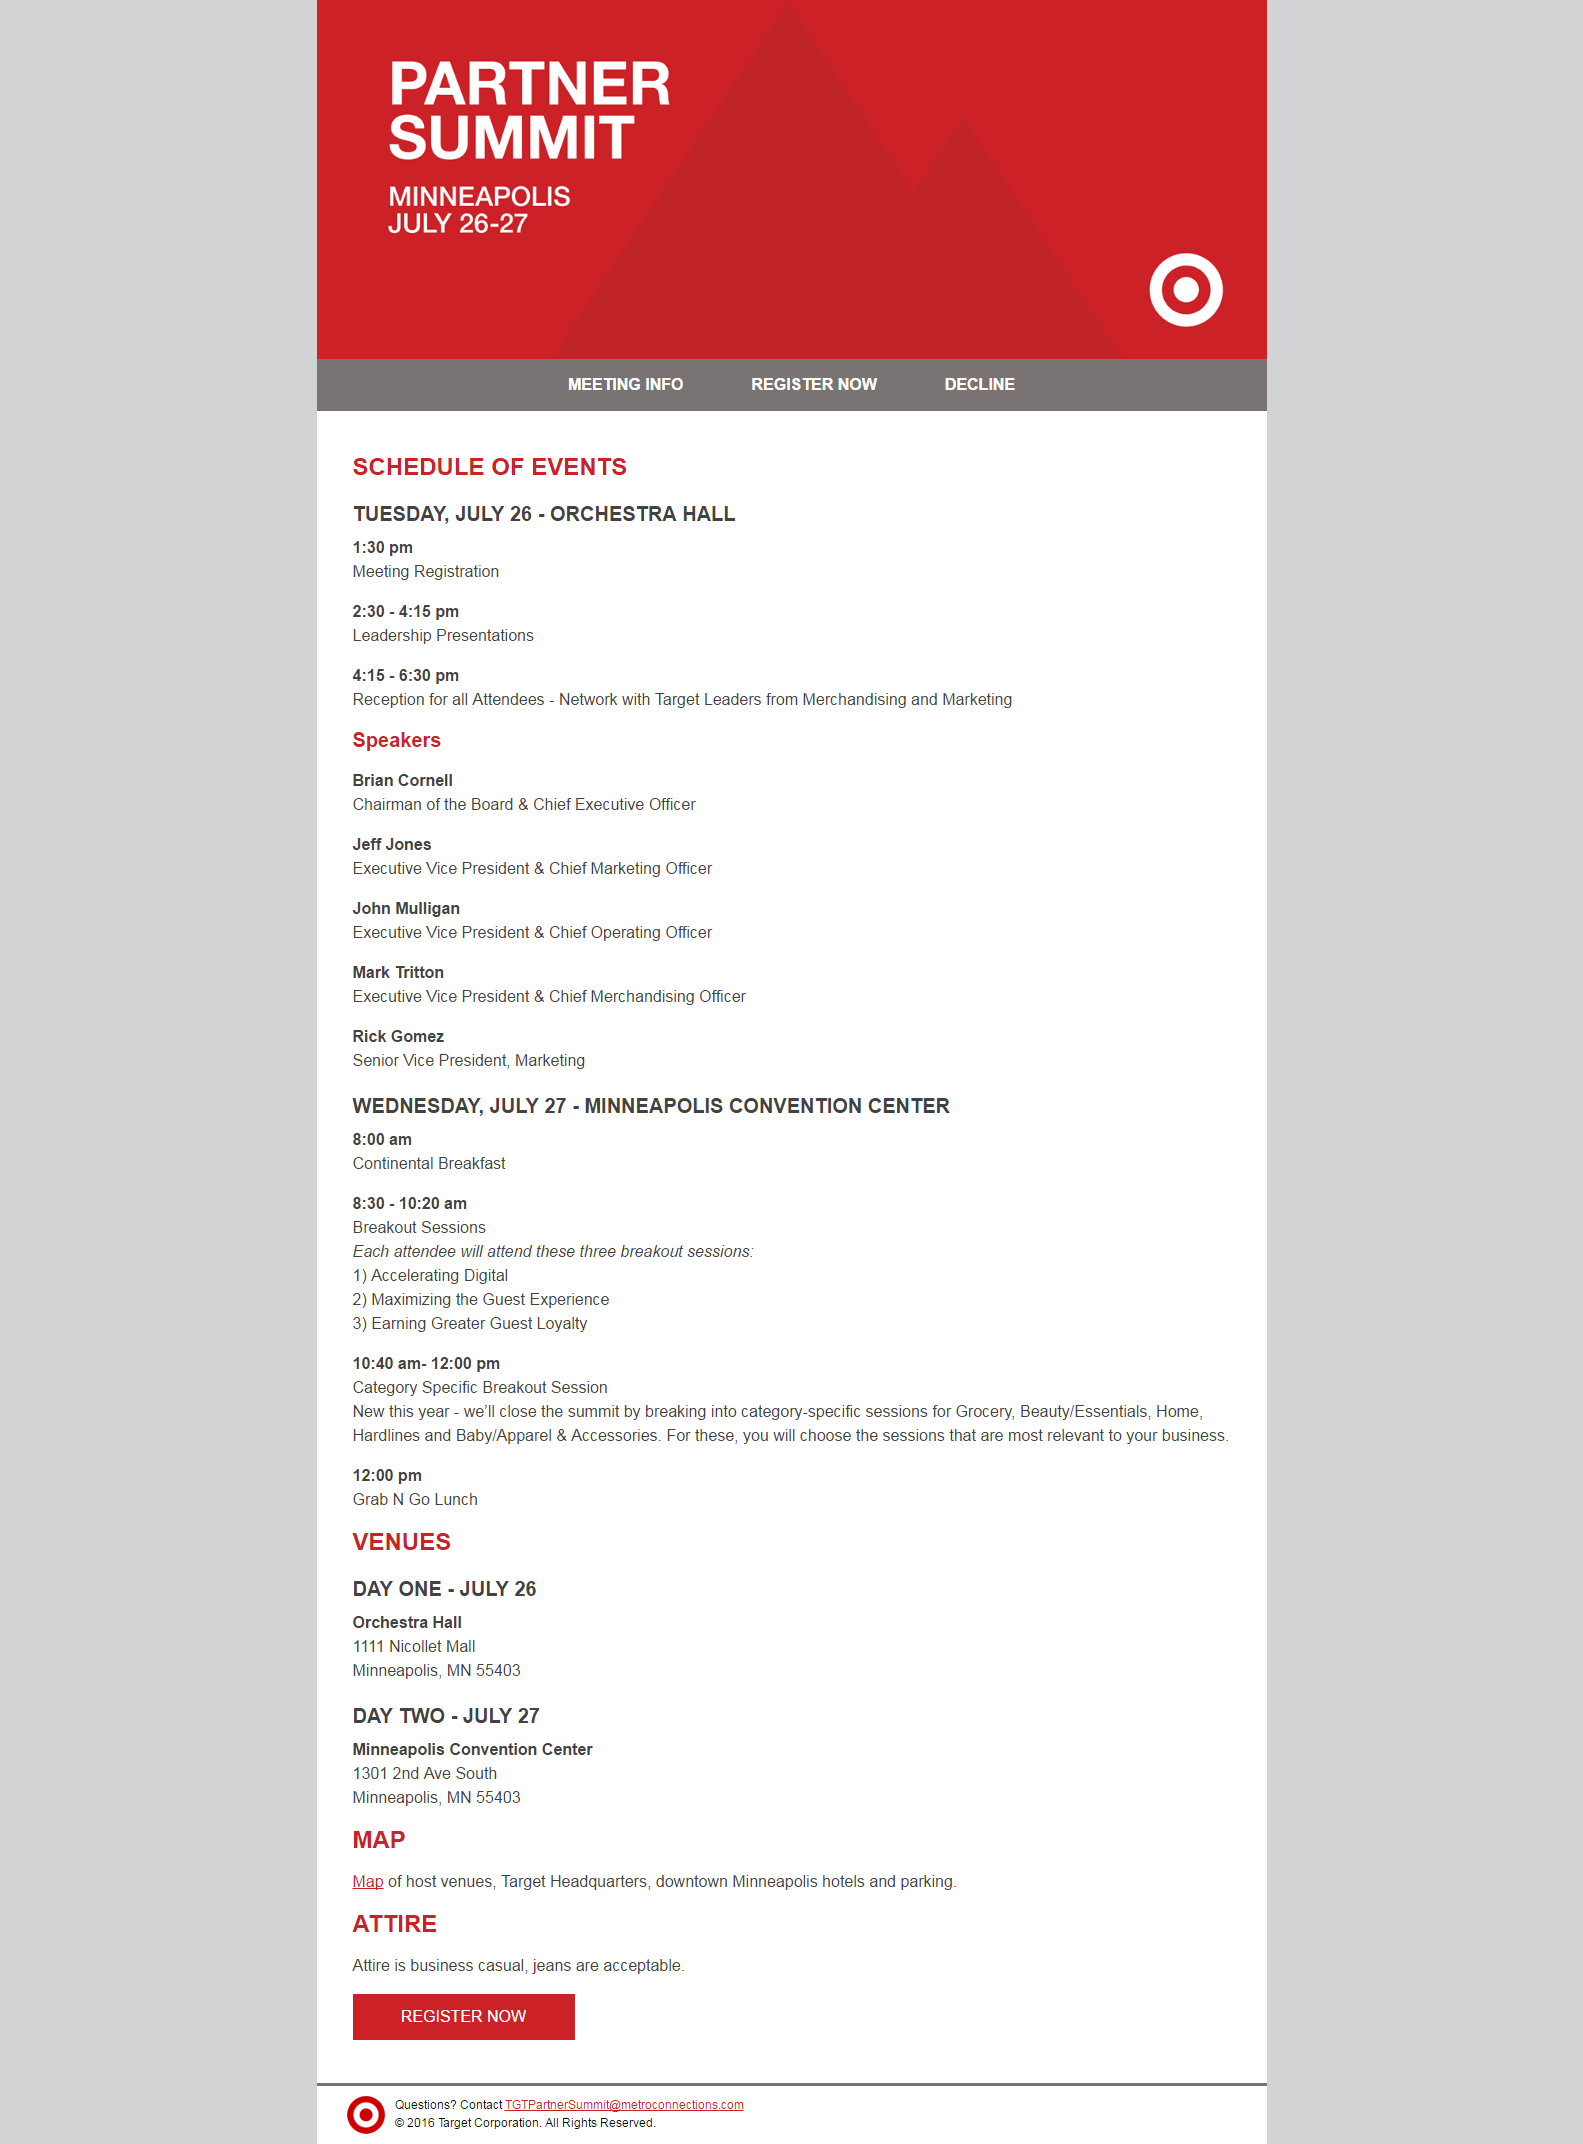 PARTNER
SUMMIT
MINNEAPOLIS
JULY 26-27
MEETING INFO REGISTER NOW DECLINE
SCHEDULE OF EVENTS
TUESDAY, JULY 26 - ORCHESTRA HALL
1:30 pm
Meeting Registration
2:30 - 4:15 pm
Leadership Presentations
4:15 - 6:30 pm
Reception for all Attendees - Network with Target Leaders from Merchandising and Marketing
Speakers
Brian Cornell
Chairman of the Board & Chief Executive Officer
Jeff Jones
Executive Vice President & Chief Marketing Officer
John Mulligan
Executive Vice President & Chief Operating Officer
Mark Tritton
Executive Vice President & Chief Merchandising Officer
Rick Gomez
Senior Vice President, Marketing
WEDNESDAY, JULY 27 - MINNEAPOLIS CONVENTION CENTER
8:00 am
Continental Breakfast
8:30 - 10:20 am
Breakout Sessions
Each attendee will attend these three breakout sessions:
1) Accelerating Digital
2) Maximizing the Guest Experience
3) Earning Greater Guest Loyalty
10:40 am- 12:00 pm
Category Specific Breakout Session
New this year - we’ll close the summit by breaking into category-specific sessions for Grocery, Beauty/Essentials, Home,
Hardlines and Baby/Apparel & Accessories. For these, you will choose the sessions that are most relevant to your business.
12:00 pm
Grab N Go Lunch
VENUES
DAY ONE - JULY 26
Orchestra Hall
1111 Nicollet Mall
Minneapolis, MN 55403
DAY TWO - JULY 27
Minneapolis Convention Center
1301 2nd Ave South
Minneapolis, MN 55403
MAP
Map of host venues, Target Headquarters, downtown Minneapolis hotels and parking.
ATTIRE
Attire is business casual, jeans are acceptable.
REGISTER NOW
Questions? Contact TGTPartnerSummit@metroconnections.com
© 2016 Target Corporation. All Rights Reserved.